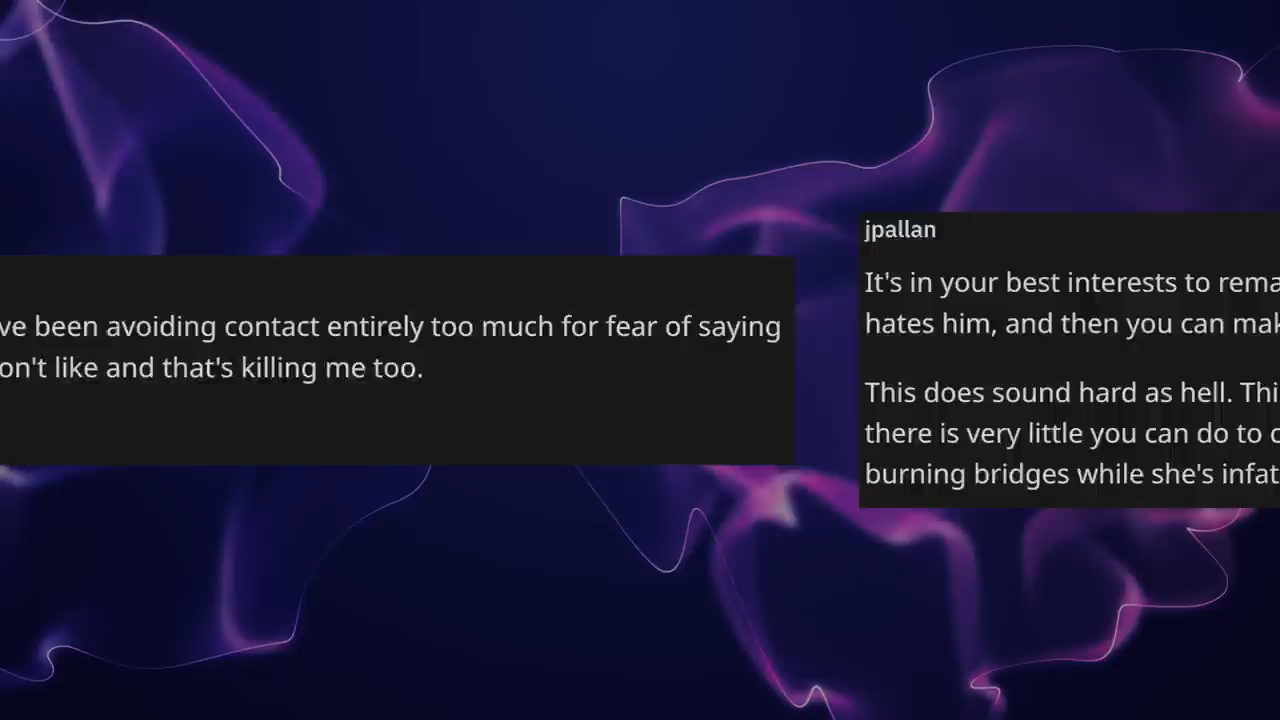 ve been avoiding contact entirely too much for fear of saying
on't like and that's killing me too.
jpallan
It's in your best interests to rema
hates him, and then you can mak
This does sound hard as hell. Thi
there is very little you can do to c
burning bridges while she's infat